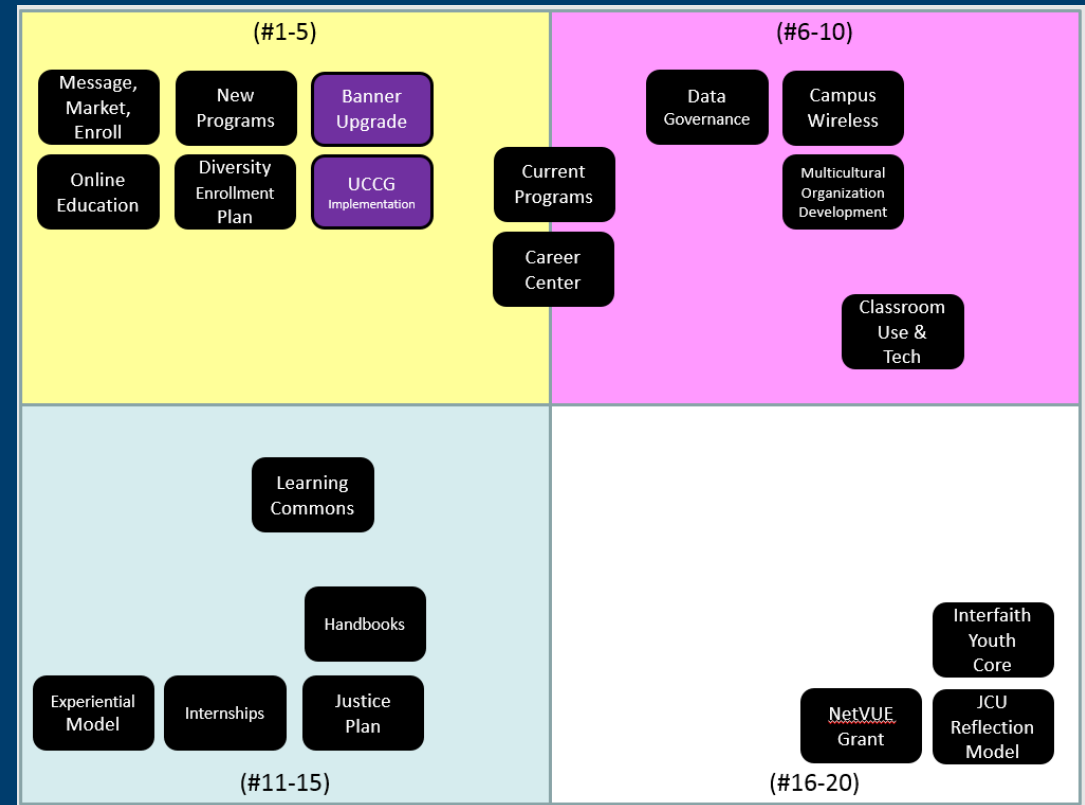 (#1-5)
Message,
Market,
Enroll
New
Programs
Banner
Upgrade
Online
Education
Diversity
Enrollment
Plan
UCCG
Implementation
Current
Programs
Career
Center
(#6-10)
Data
Governance
Campus
Wireless
Multicultural
Organization
Development
Classroom
Use &
Tech
Learning
Commons
Handbooks
Experiential
Model
Internships
Justice
Plan
(#11-15)
Interfaith
Youth
Core
NetVUE
Grant
JCU
Reflection
Model
(#16-20)